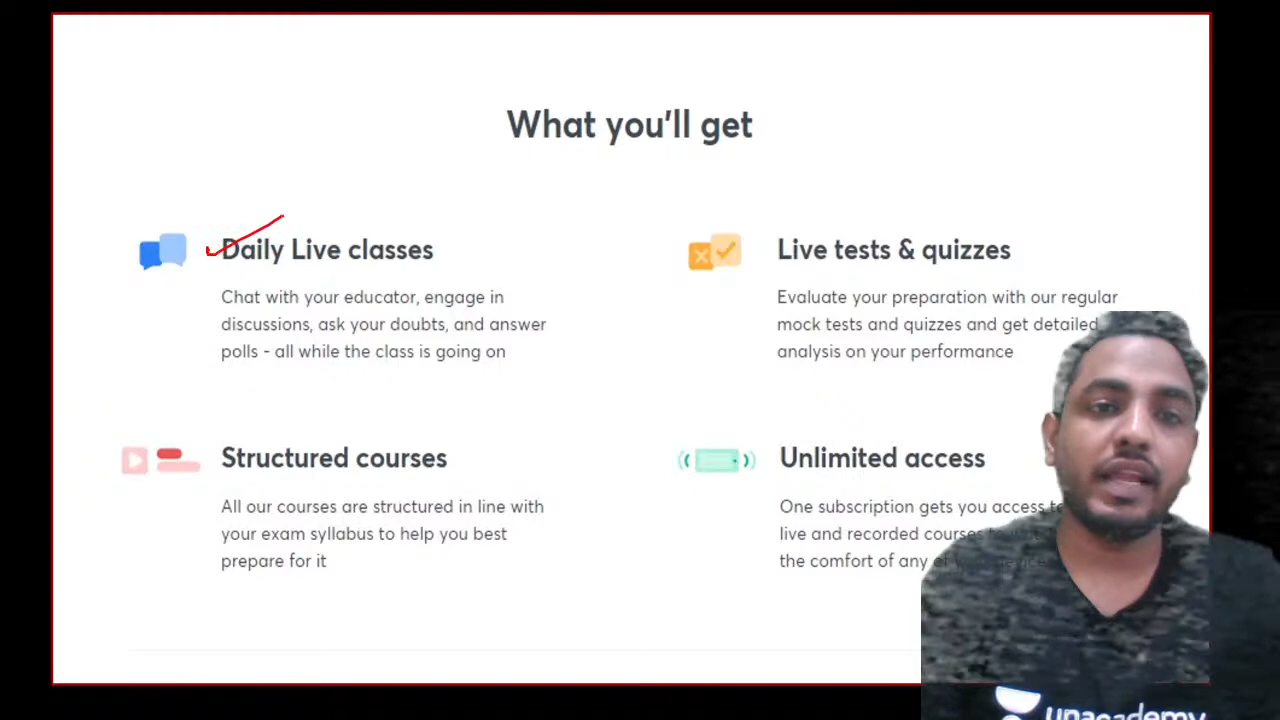 What you'll get
Daily Live classes
Chat with your educator, engage in
discussions, ask your doubts, and answer
polls - all while the class is going on
Live tests & quizzes
Evaluate your preparation with our regular
mock tests and quizzes and get detailed
analysis on your performance
Structured courses
All our courses are structured in line with
your exam syllabus to help you best
prepare for it
Unlimited access
One subscription gets you access
live and recorded courses
the comfort of any of
unacademy